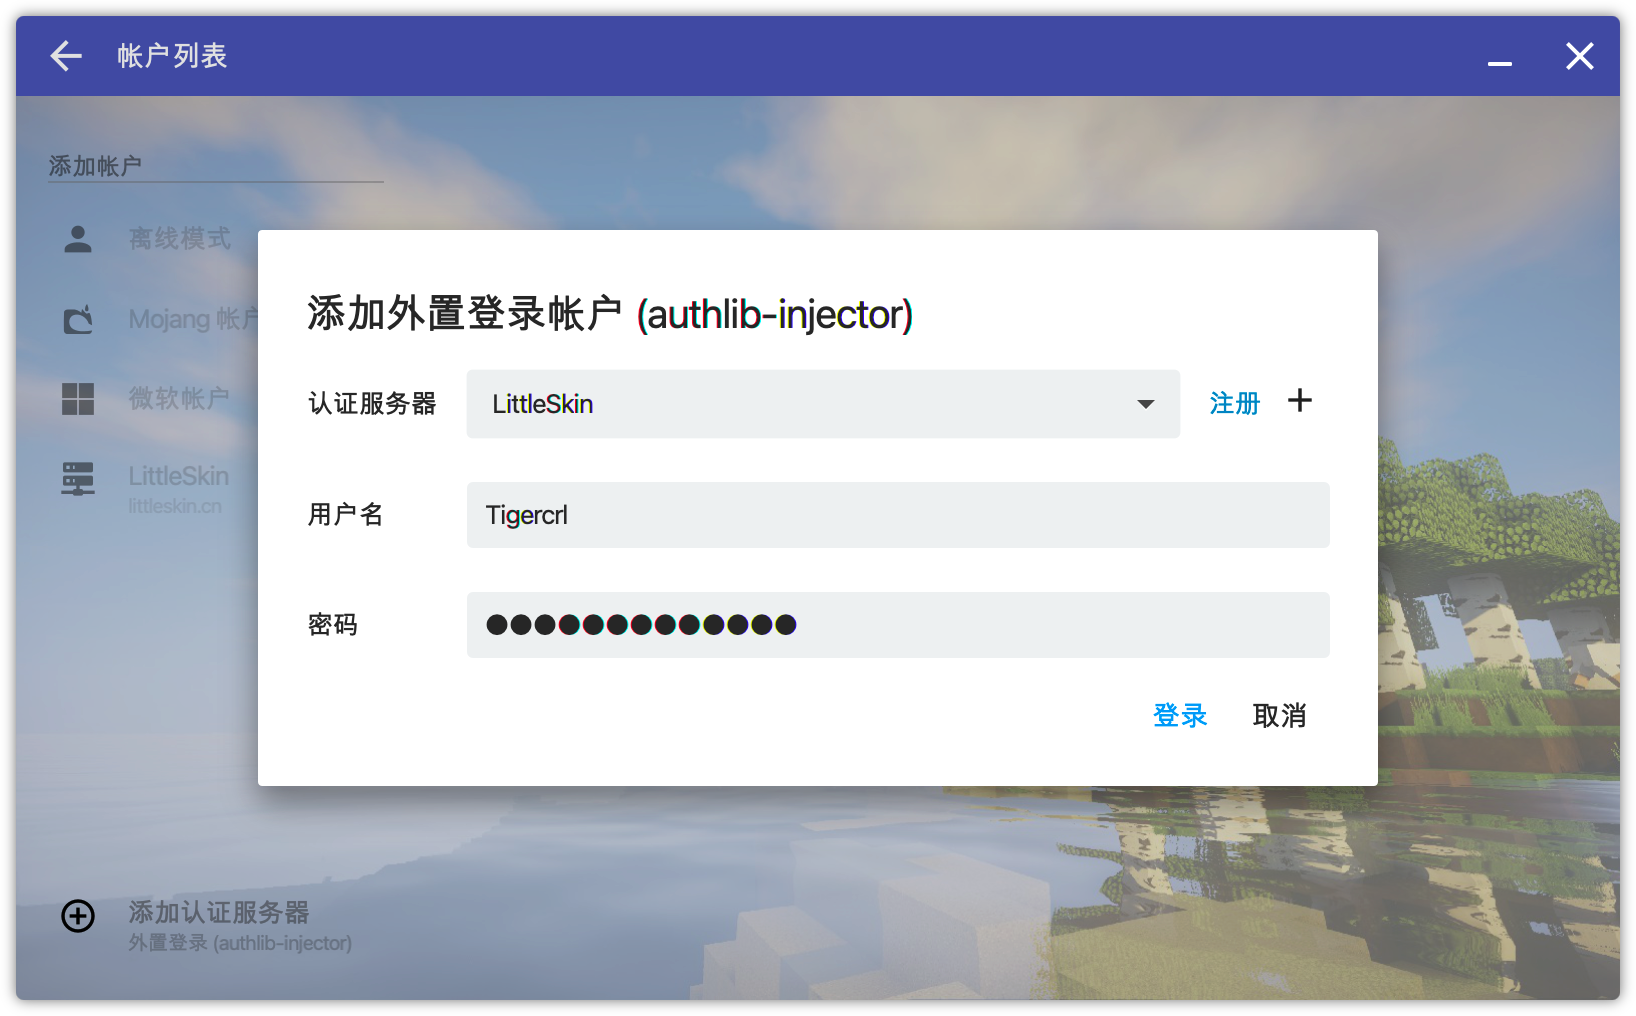 帐户列表
添加帐户
离线模式
Mojang 帐户
微软帐户
LittleSkin
littleskin.cn
添加外置登录帐户 (authlib-injector)
认证服务器
LittleSkin
注册
用户名
Tigercrl
密码
登录
取消
添加认证服务器
外置登录 (authlib-injector)